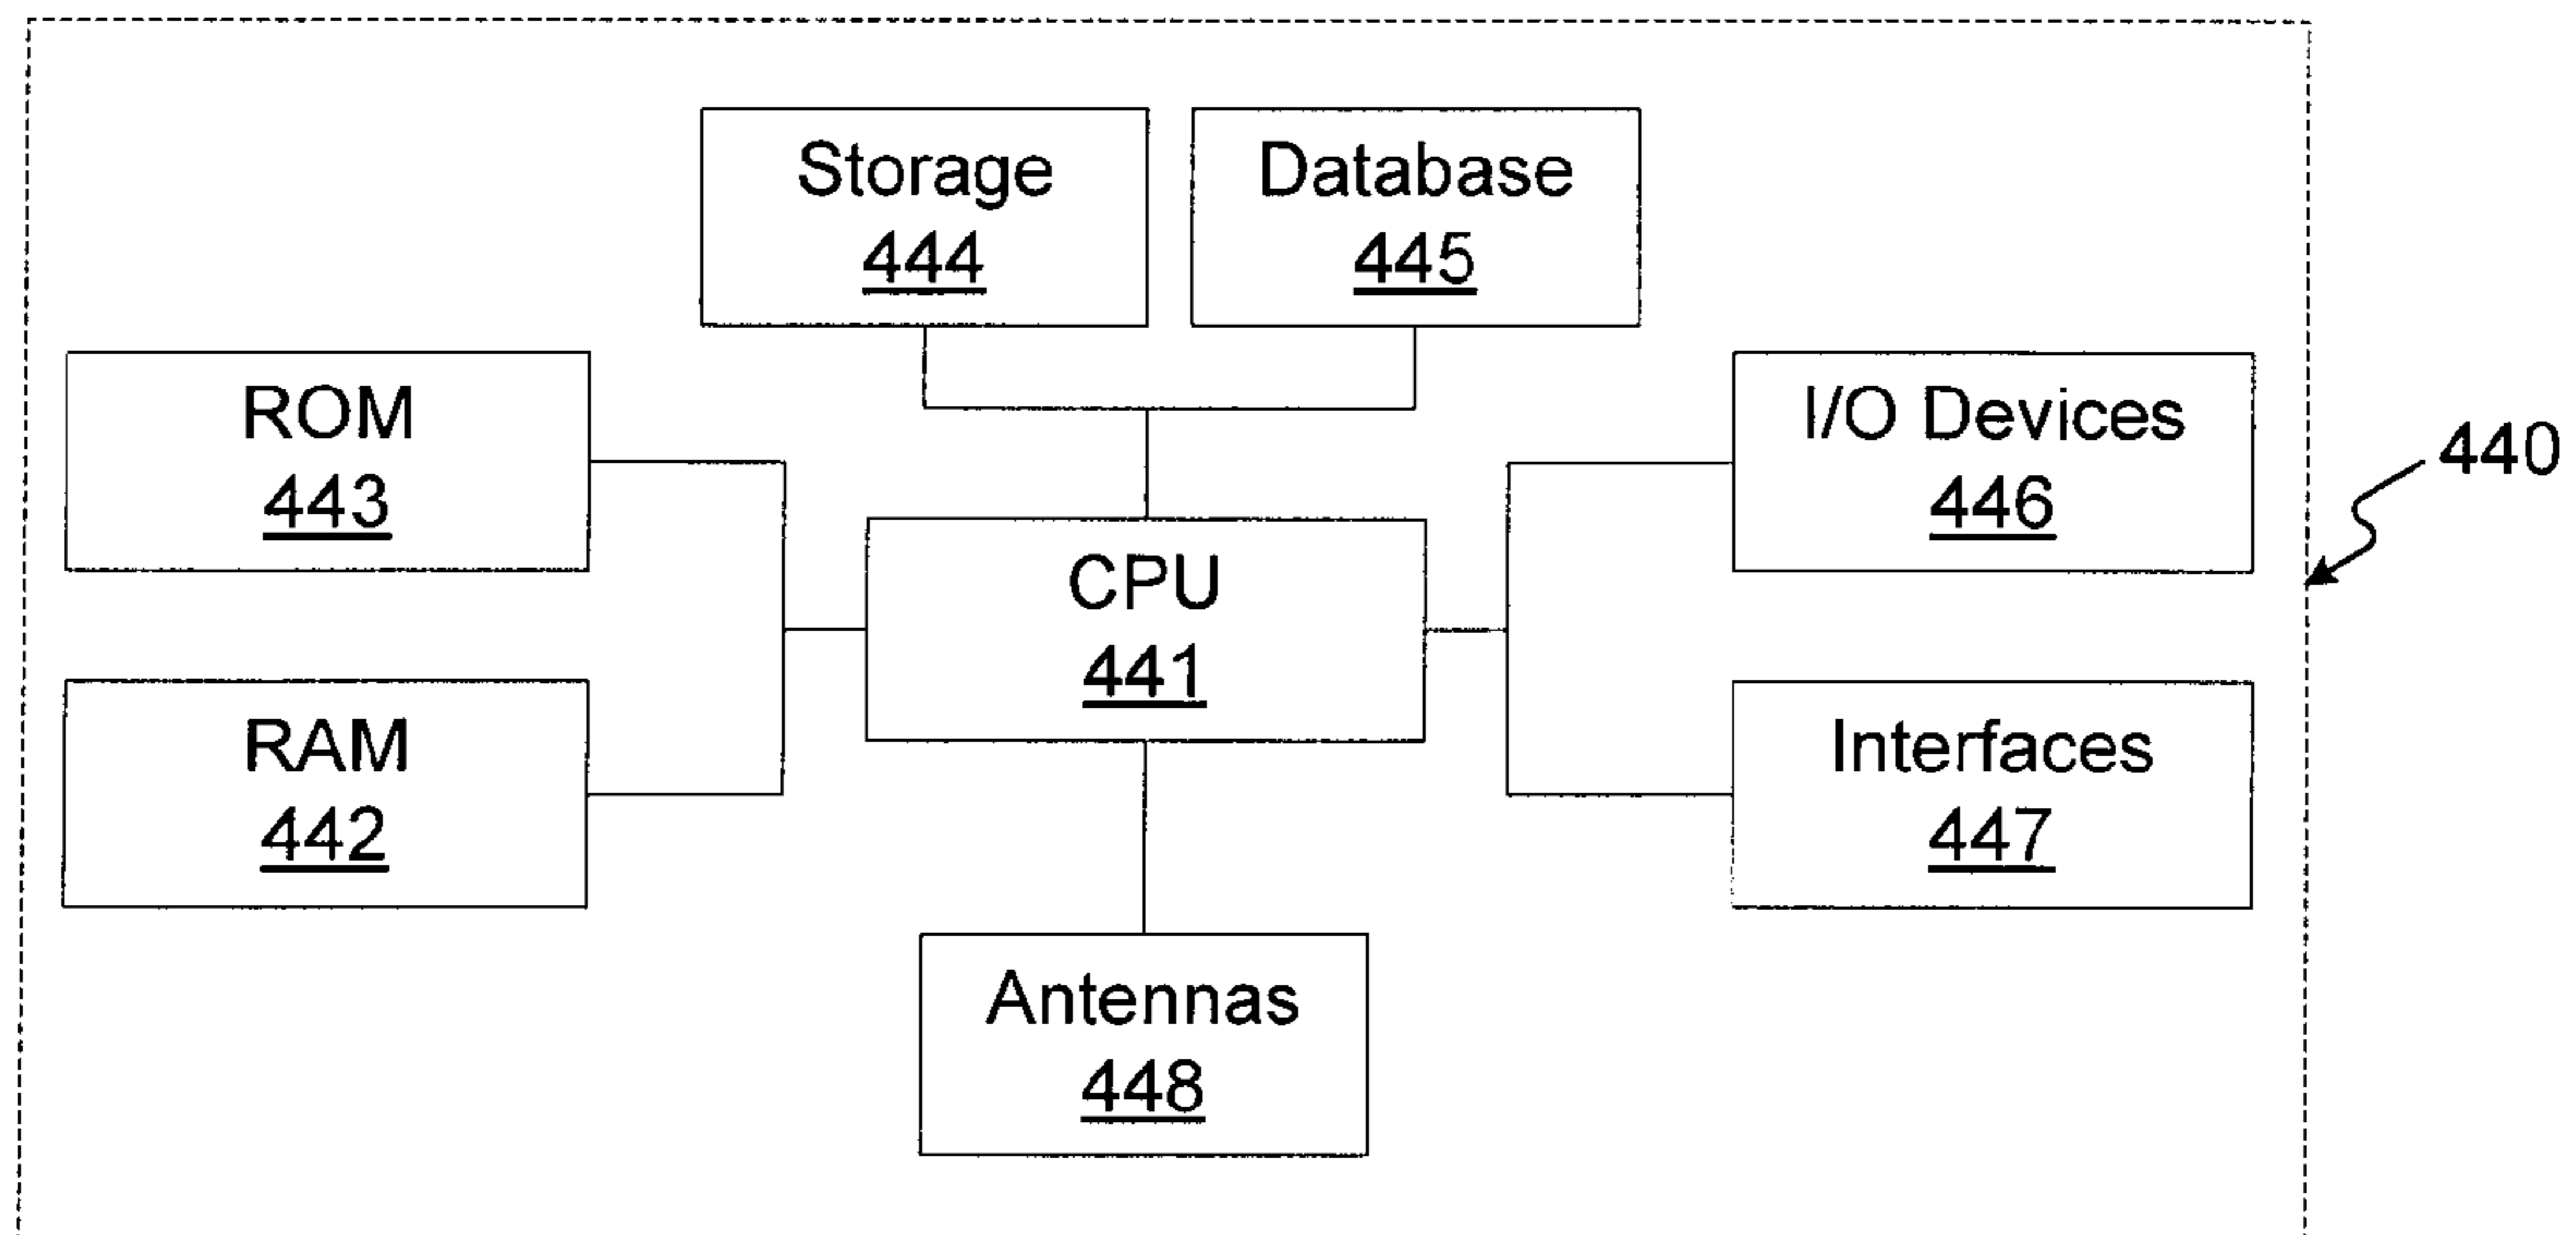 Storage
444
Database
445
ROM
443
I/O Devices
446
440
CPU
441
RAM
442
Interfaces
447
Antennas
448